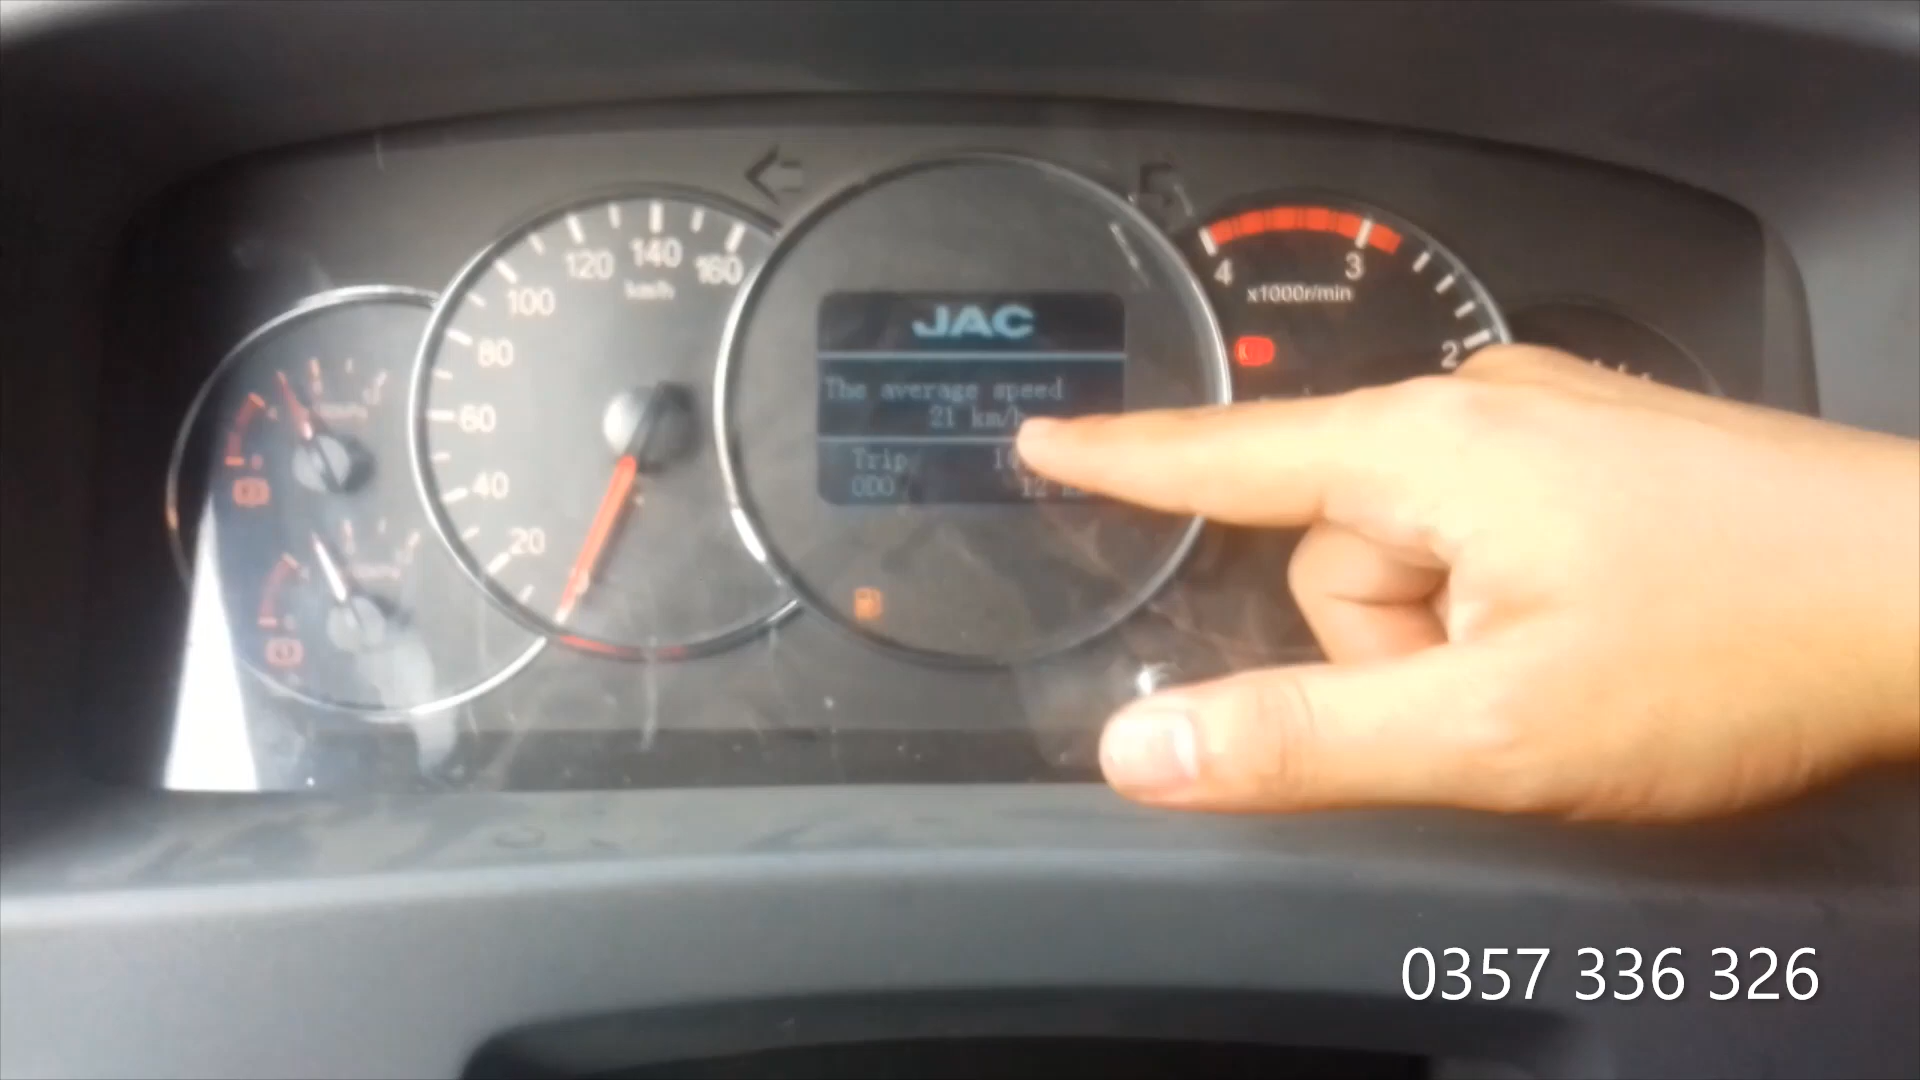 120 140 160
100
km/h
80
60
40
20
JAC
The average speed
21 km/h
Trip
ODO 12
4 3
x1000r/min
2
0357 336 326